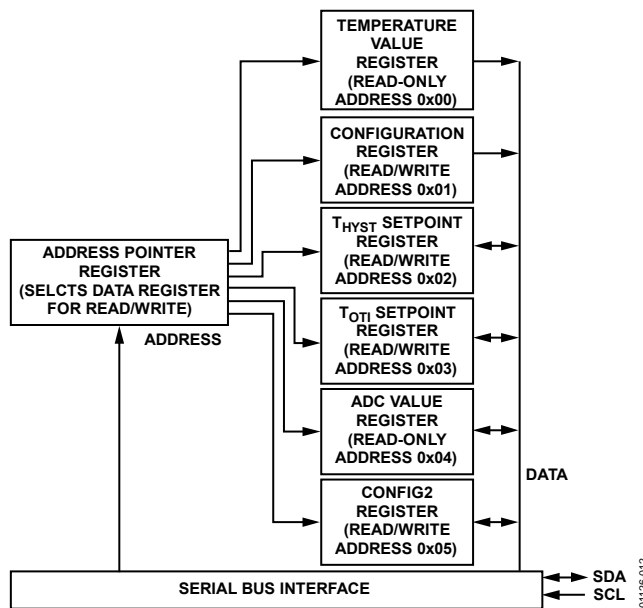 TEMPERATURE
VALUE
REGISTER
(READ-ONLY
ADDRESS 0x00)
CONFIGURATION
REGISTER
(READ/WRITE
ADDRESS 0x01)
THYST SETPOINT
REGISTER
(READ/WRITE
ADDRESS 0x02)
ADDRESS POINTER
REGISTER
(SELCTS DATA REGISTER
FOR READ/WRITE)
ADDRESS
TOTI SETPOINT
REGISTER
(READ/WRITE
ADDRESS 0x03)
ADC VALUE
REGISTER
(READ-ONLY
ADDRESS 0x04)
DATA
CONFIG2
REGISTER
(READ/WRITE
ADDRESS 0x05)
SERIAL BUS INTERFACE
SDA
SCL
01126-012